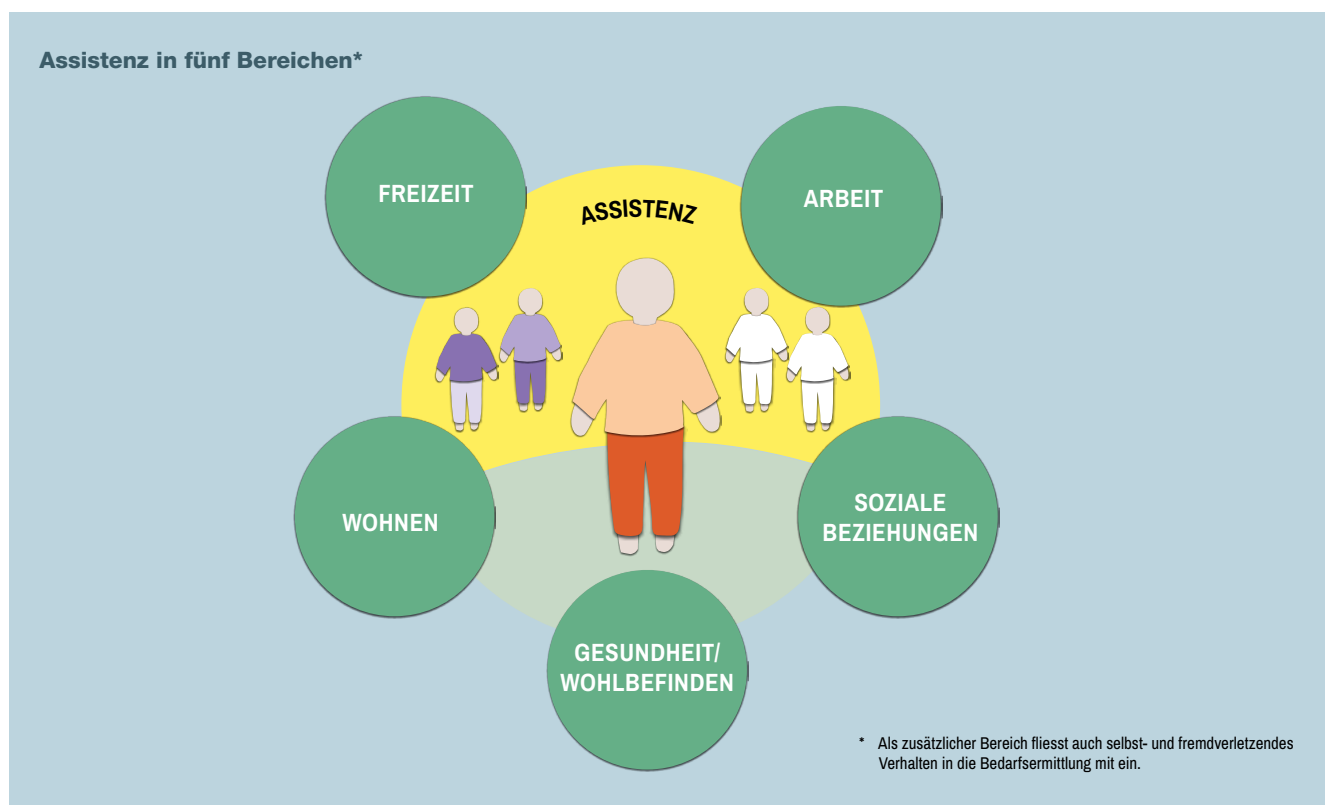 Assistenz in fünf Bereichen*
FREIZEIT
ARBEIT
ASSISTENZ
WOHNEN
SOZIALE
BEZIEHUNGEN
GESUNDHEIT/
WOHLBEFINDEN
* Als zusätzlicher Bereich fliesst auch selbst- und fremdverletzendes
Verhalten in die Bedarfsermittlung mit ein.